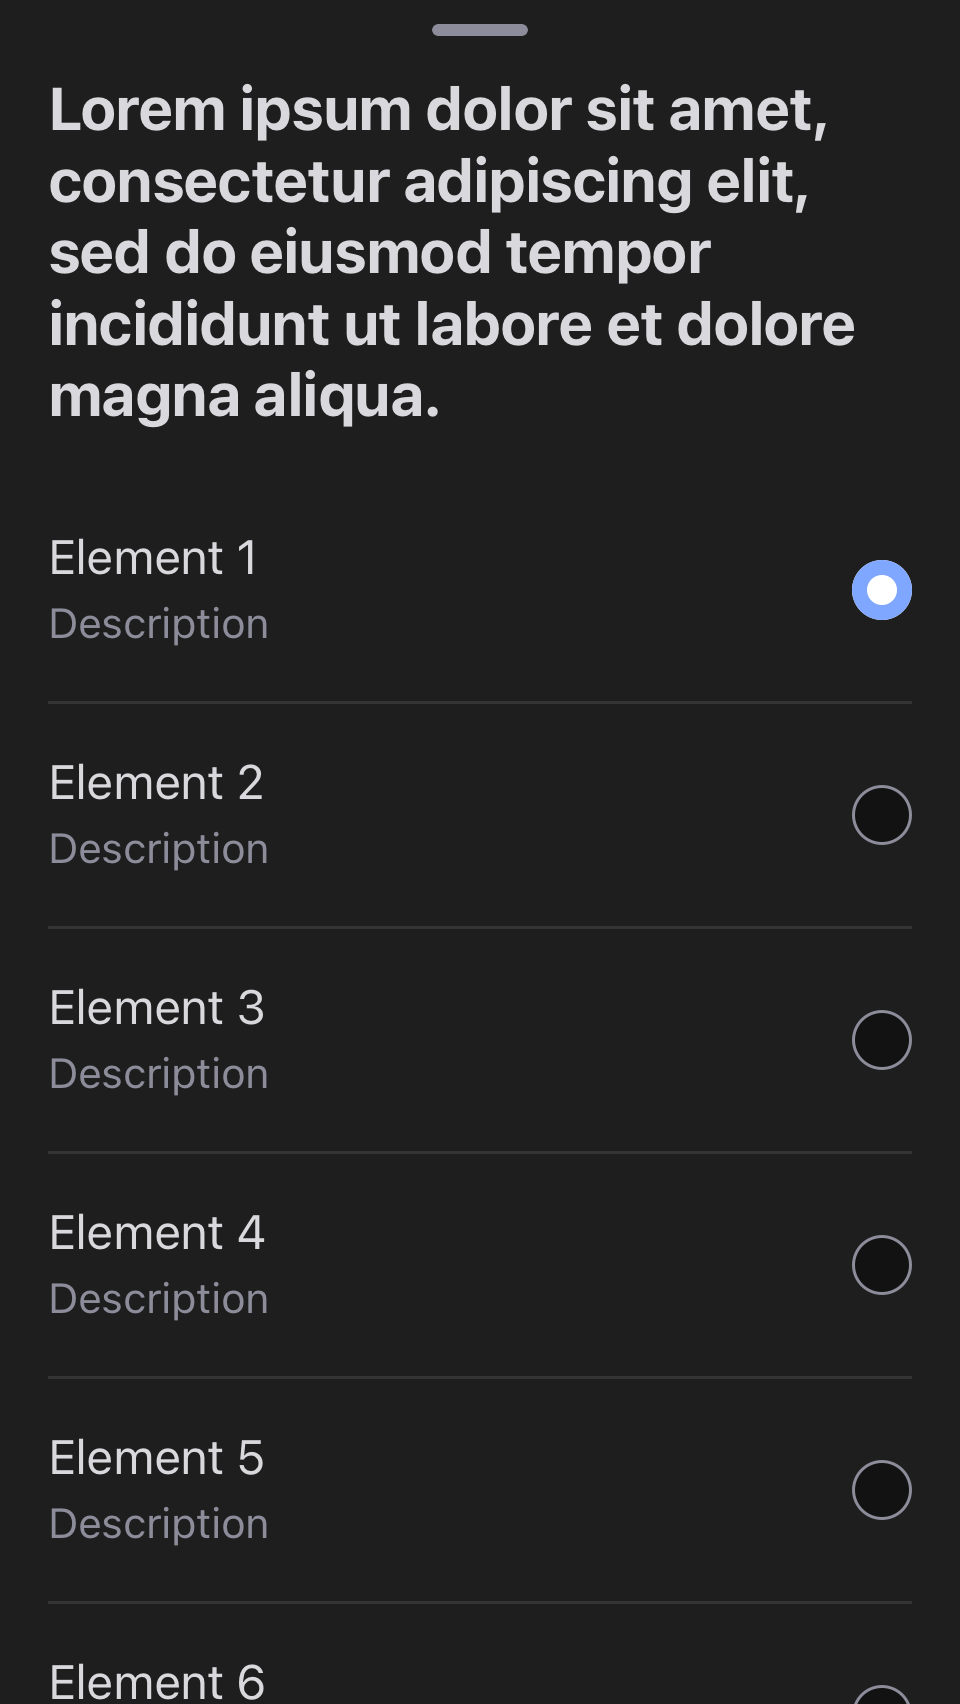 Lorem ipsum dolor sit amet,
consectetur adipiscing elit,
sed do eiusmod tempor
incididunt ut labore et dolore
magna aliqua.
Element 1
Description
Element 2
Description
Element 3
Description
Element 4
Description
Element 5
Description
Element 6